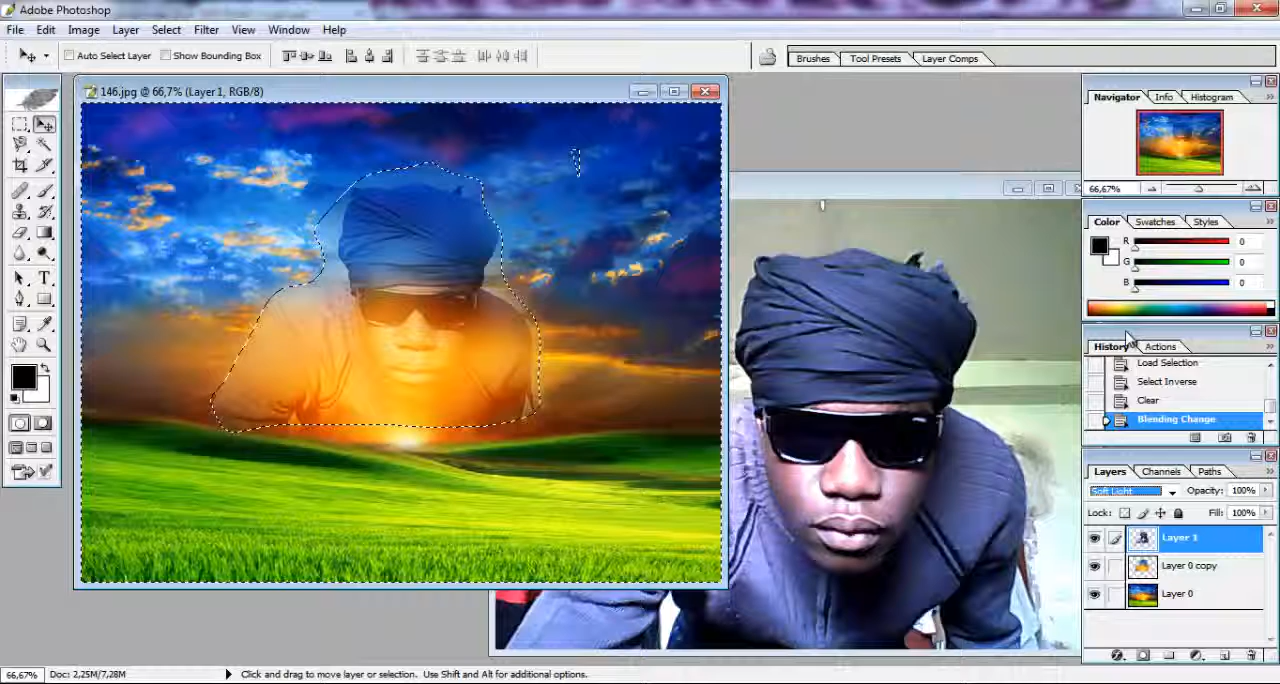 Adobe Photoshop
File Edit Image Layer Select Filter View Window Help
Auto Select Layer Show Bounding Box
Brushes Tool Presets Layer Comps
146.jpg @ 66,7% (Layer 1, RGB/8)
Navigator Info Histogram
66,67%
Color Swatches Styles
R 0
G 0
B 0
History Actions
Load Selection
Select Inverse
Clear
Blending Change
Layers Channels Paths
Soft Light Opacity: 100%
Lock: Fill: 100%
Layer 1
Layer 0 copy
Layer 0
66,67% Doc: 2,25M/7,28M Click and drag to move layer or selection. Use Shift and Alt for additional options.